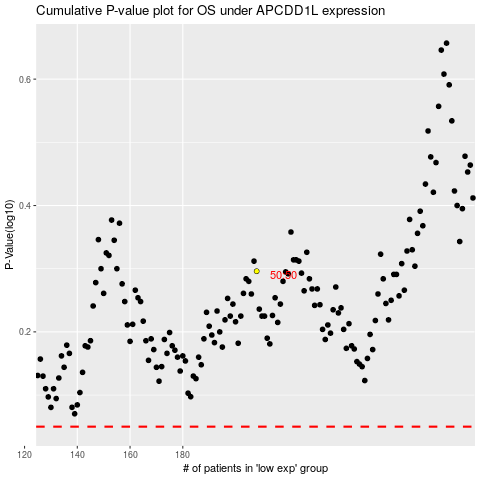 Cumulative P-value plot for OS under APCDD1L expression
P-Value(log10)
0.6
0.4
0.2
50:50
120 140 160 180
# of patients in 'low exp' group